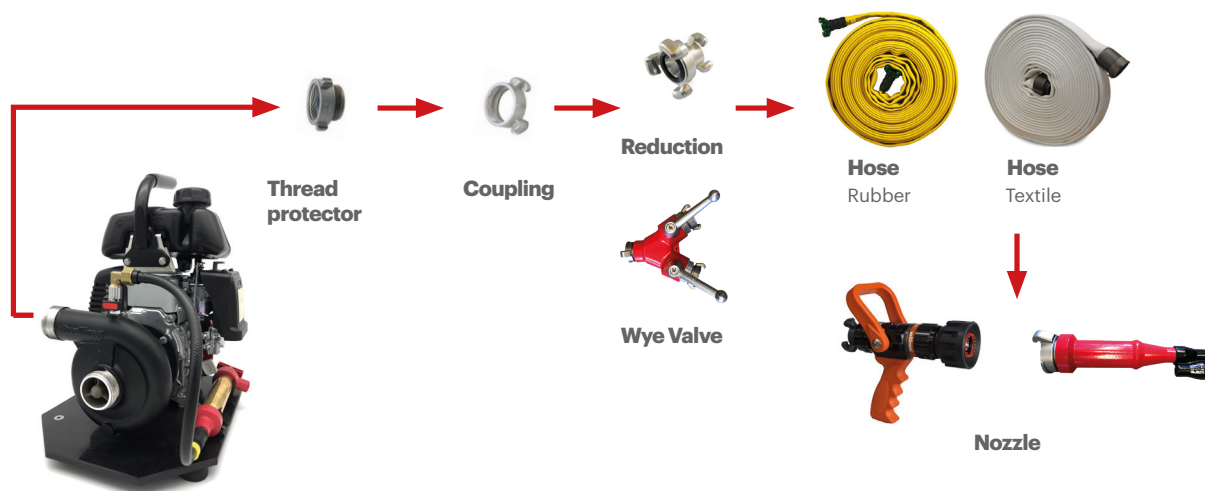 Thread
protector
Coupling
Reduction
Wye Valve
Hose
Rubber
Hose
Textile
Nozzle